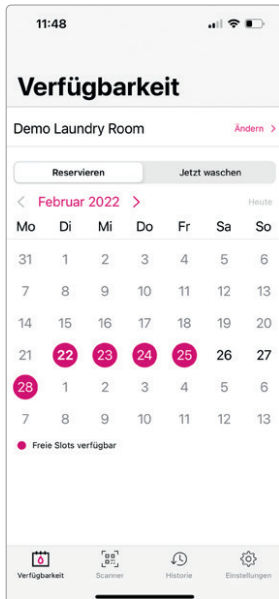 11:48
Verfügbarkeit
Demo Laundry Room Ändern >
Reservieren Jetzt waschen
< Februar 2022 > Heute
Mo Di Mi Do Fr Sa So
31 1 2 3 4 5 6
7 8 9 10 11 12 13
14 15 16 17 18 19 20
21 22 23 24 25 26 27
28 1 2 3 4 5 6
7 8 9 10 11 12 13
Freie Slots verfügbar
Verfügbarkeit Scanner Historie Einstellungen